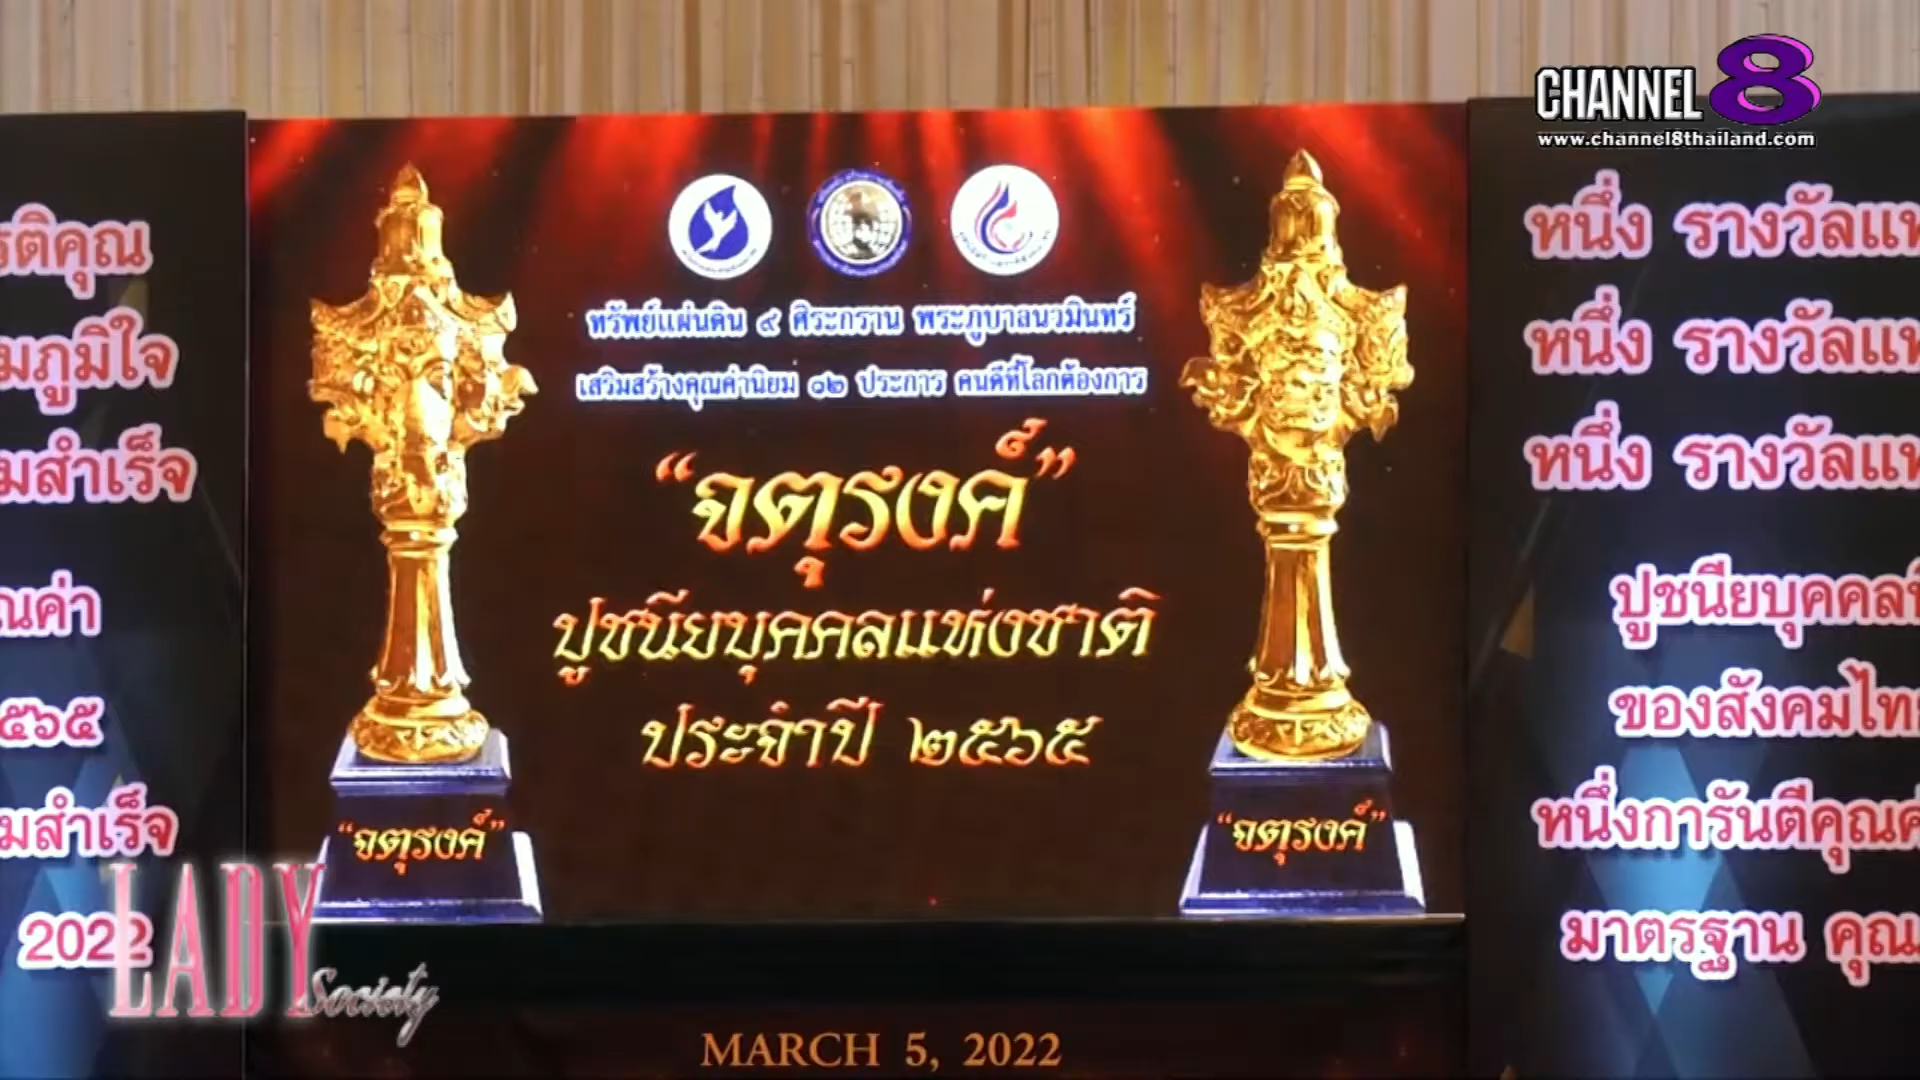 CHANNEL 8
www.channel8thailand.com
ทรัพย์แผ่นดิน ๙ ศิระกราน พระภูบาลนวมินทร์
เสริมสร้างคุณค่านิยม ๑๒ ประการ คนดีที่โลกต้องการ
“จตุรงค์”
ปูชนียบุคคลแห่งชาติ
ประจำปี ๒๕๖๕
“จตุรงค์”
“จตุรงค์”
MARCH 5, 2022
รติคุณ
มภูมิใจ
มสำเร็จ
ณค่า
๕๖๕
มสำเร็จ
2022
หนึ่ง รางวัลแห
หนึ่ง รางวัลแห
หนึ่ง รางวัลแห
ปูชนียบุคคล
ของสังคมไท
หนึ่งการันตีคุณค
มาตรฐาน คุณ
LADY
Society